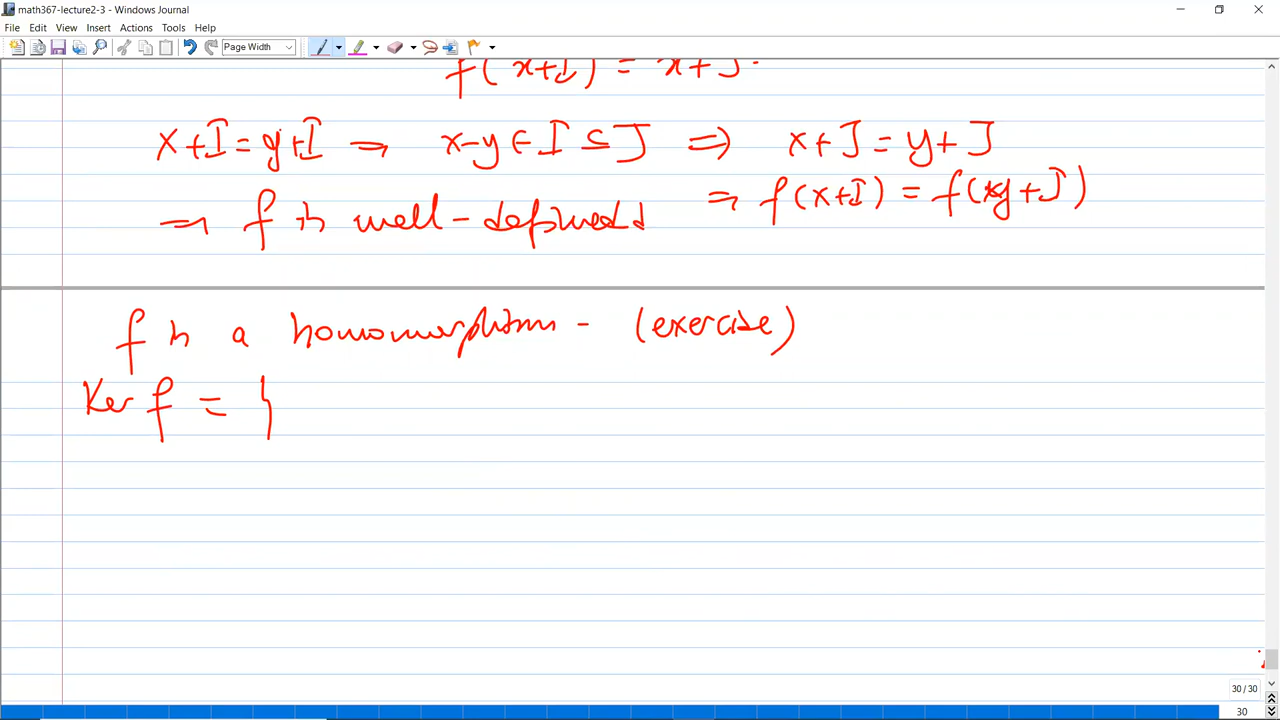 math367-lecture2-3 - Windows Journal
File Edit View Insert Actions Tools Help
Page Width
f(x+I) = x+J.
x+I = y+I ⇒ x-y ∈ I ⊆ J ⇒ x+J = y+J
⇒ f(x+I) = f(y+J)
⇒ f is well-defined
f is a homomorphism - (exercise)
Ker f = {
30 / 30
30